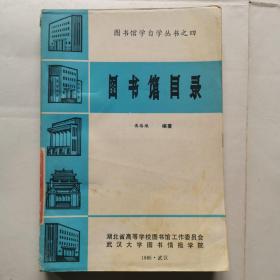 图书馆学自学丛书之四
图书馆目录
编著
湖北省高等学校图书馆工作委员会
武汉大学图书情报学院
1985·武汉